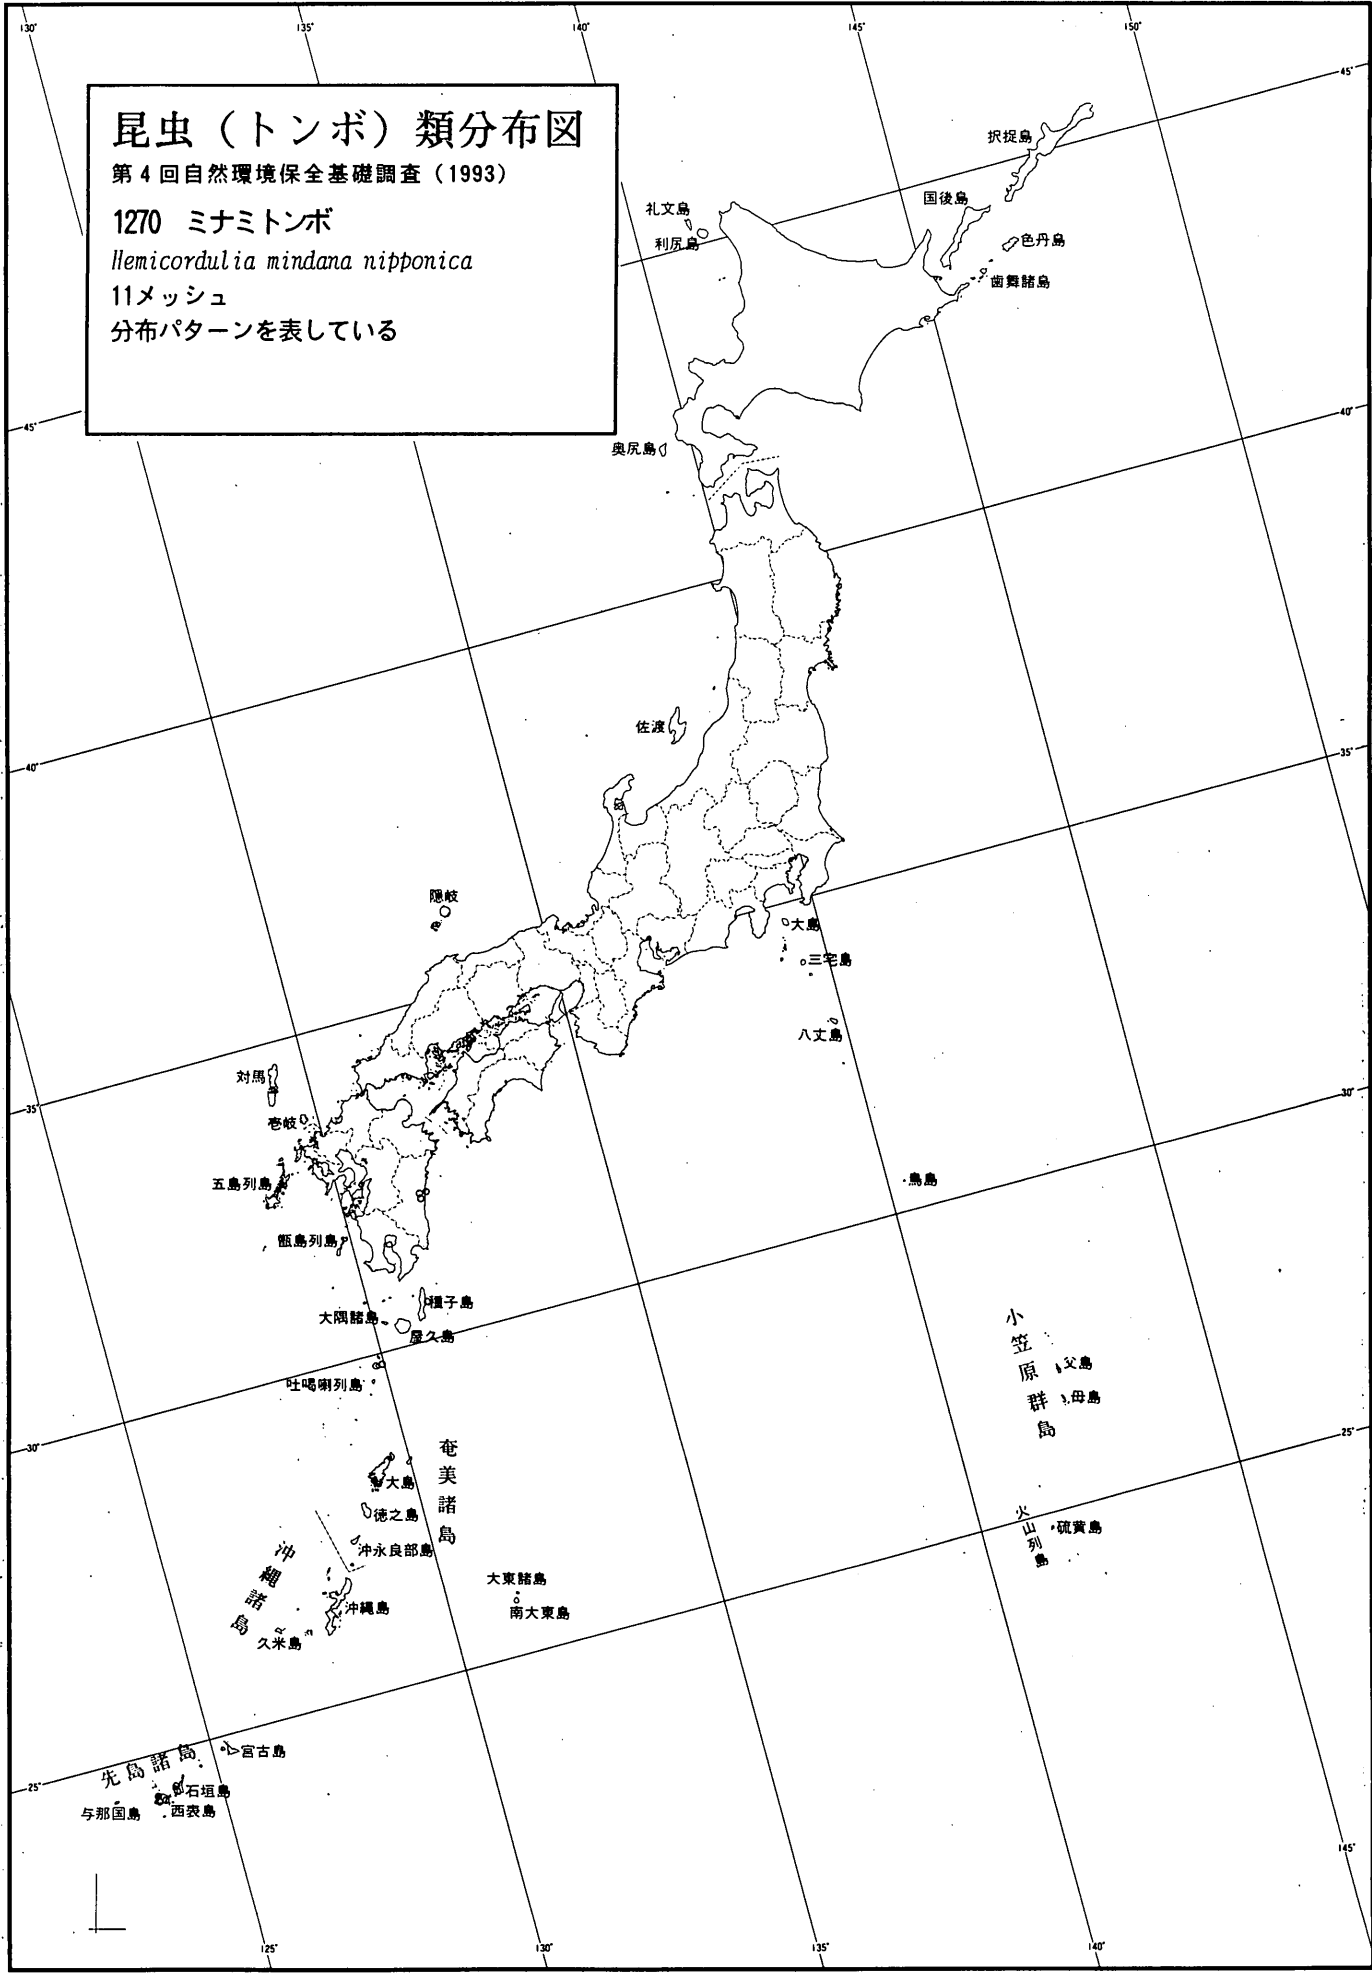 130°
135°
140°
145°
150°
昆虫（トンボ）類分布図
第4回自然環境保全基礎調査（1993）
1270 ミナミトンボ
Hemicordulia mindana nipponica
11メッシュ
分布パターンを表している
45°
択捉島
国後島
礼文島
利尻島
色丹島
歯舞諸島
40°
45°
奥尻島
佐渡
35°
40°
隠岐
大島
三宅島
八丈島
対馬
30°
35°
壱岐
五島列島
鳥島
甑島列島
種子島
大隅諸島
屋久島
小笠原群島
父島
吐噶喇列島
母島
25°
30°
奄美諸島
大島
徳之島
火山列島
硫黄島
沖永良部島
沖縄諸島
大東諸島
沖縄島
南大東島
久米島
先島諸島
宮古島
25°
石垣島
与那国島
西表島
145°
125°
130°
135°
140°